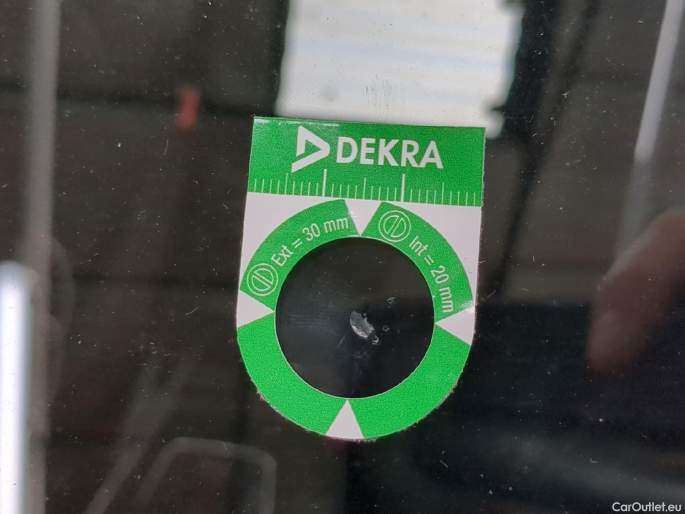 DEKRA
Ext = 30 mm
Int = 20 mm
CarOutlet.eu